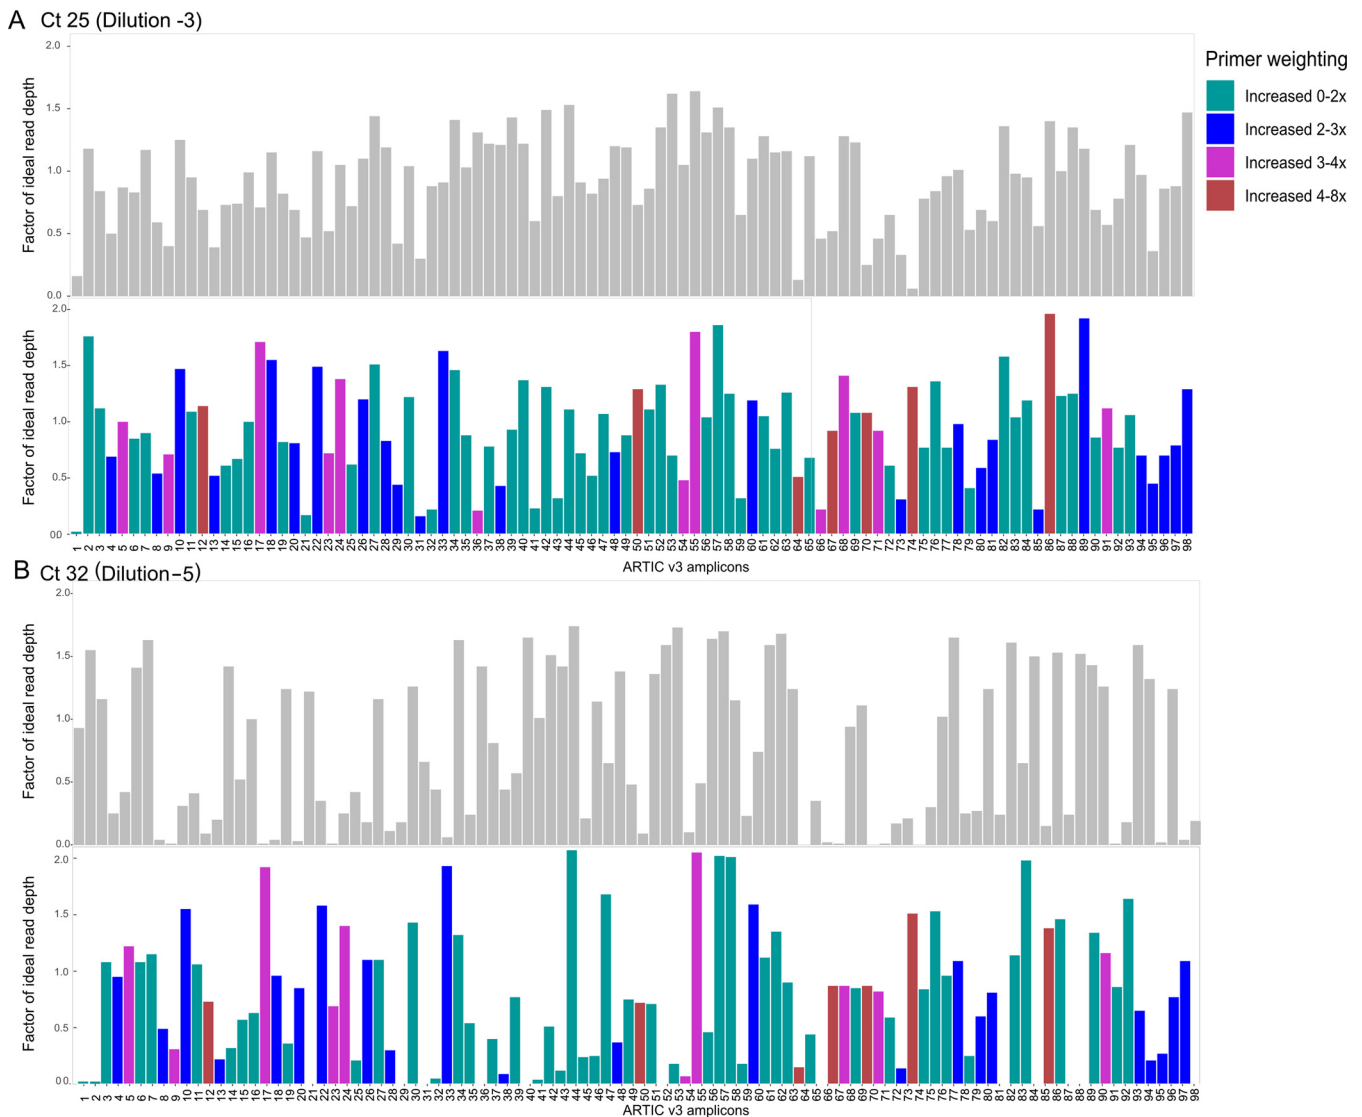 A Ct 25 (Dilution -3)
Primer weighting
Increased 0-2x
Increased 2-3x
Increased 3-4x
Increased 4-8x
Factor of ideal read depth
2.0
1.5
1.0
0.5
0.0
Factor of ideal read depth
2.0
1.5
1.0
0.5
00
1 2 3 4 5 6 7 8 9 10 11 12 13 14 15 16 17 18 19 20 21 22 23 24 25 26 27 28 29 30 31 32 33 34 35 36 37 38 39 40 41 42 43 44 45 46 47 48 49 50 51 52 53 54 55 56 57 58 59 60 61 62 63 64 65 66 67 68 69 70 71 72 73 74 75 76 77 78 79 80 81 82 83 84 85 86 87 88 89 90 91 92 93 94 95 96 97 98
ARTIC v3 amplicons
B Ct 32 (Dilution-5)
Factor of ideal read depth
2.0
1.5
1.0
0.5
0.0
Factor of ideal read depth
2.0
1.5
1.0
0.5
0.0
1 2 3 4 5 6 7 8 9 10 11 12 13 14 15 16 17 18 19 20 21 22 23 24 25 26 27 28 29 30 31 32 33 34 35 36 37 38 39 40 41 42 43 44 45 46 47 48 49 50 51 52 53 54 55 56 57 58 59 60 61 62 63 64 65 66 67 68 69 70 71 72 73 74 75 76 77 78 79 80 81 82 83 84 85 86 87 88 89 90 91 92 93 94 95 96 97 98
ARTIC v3 amplicons